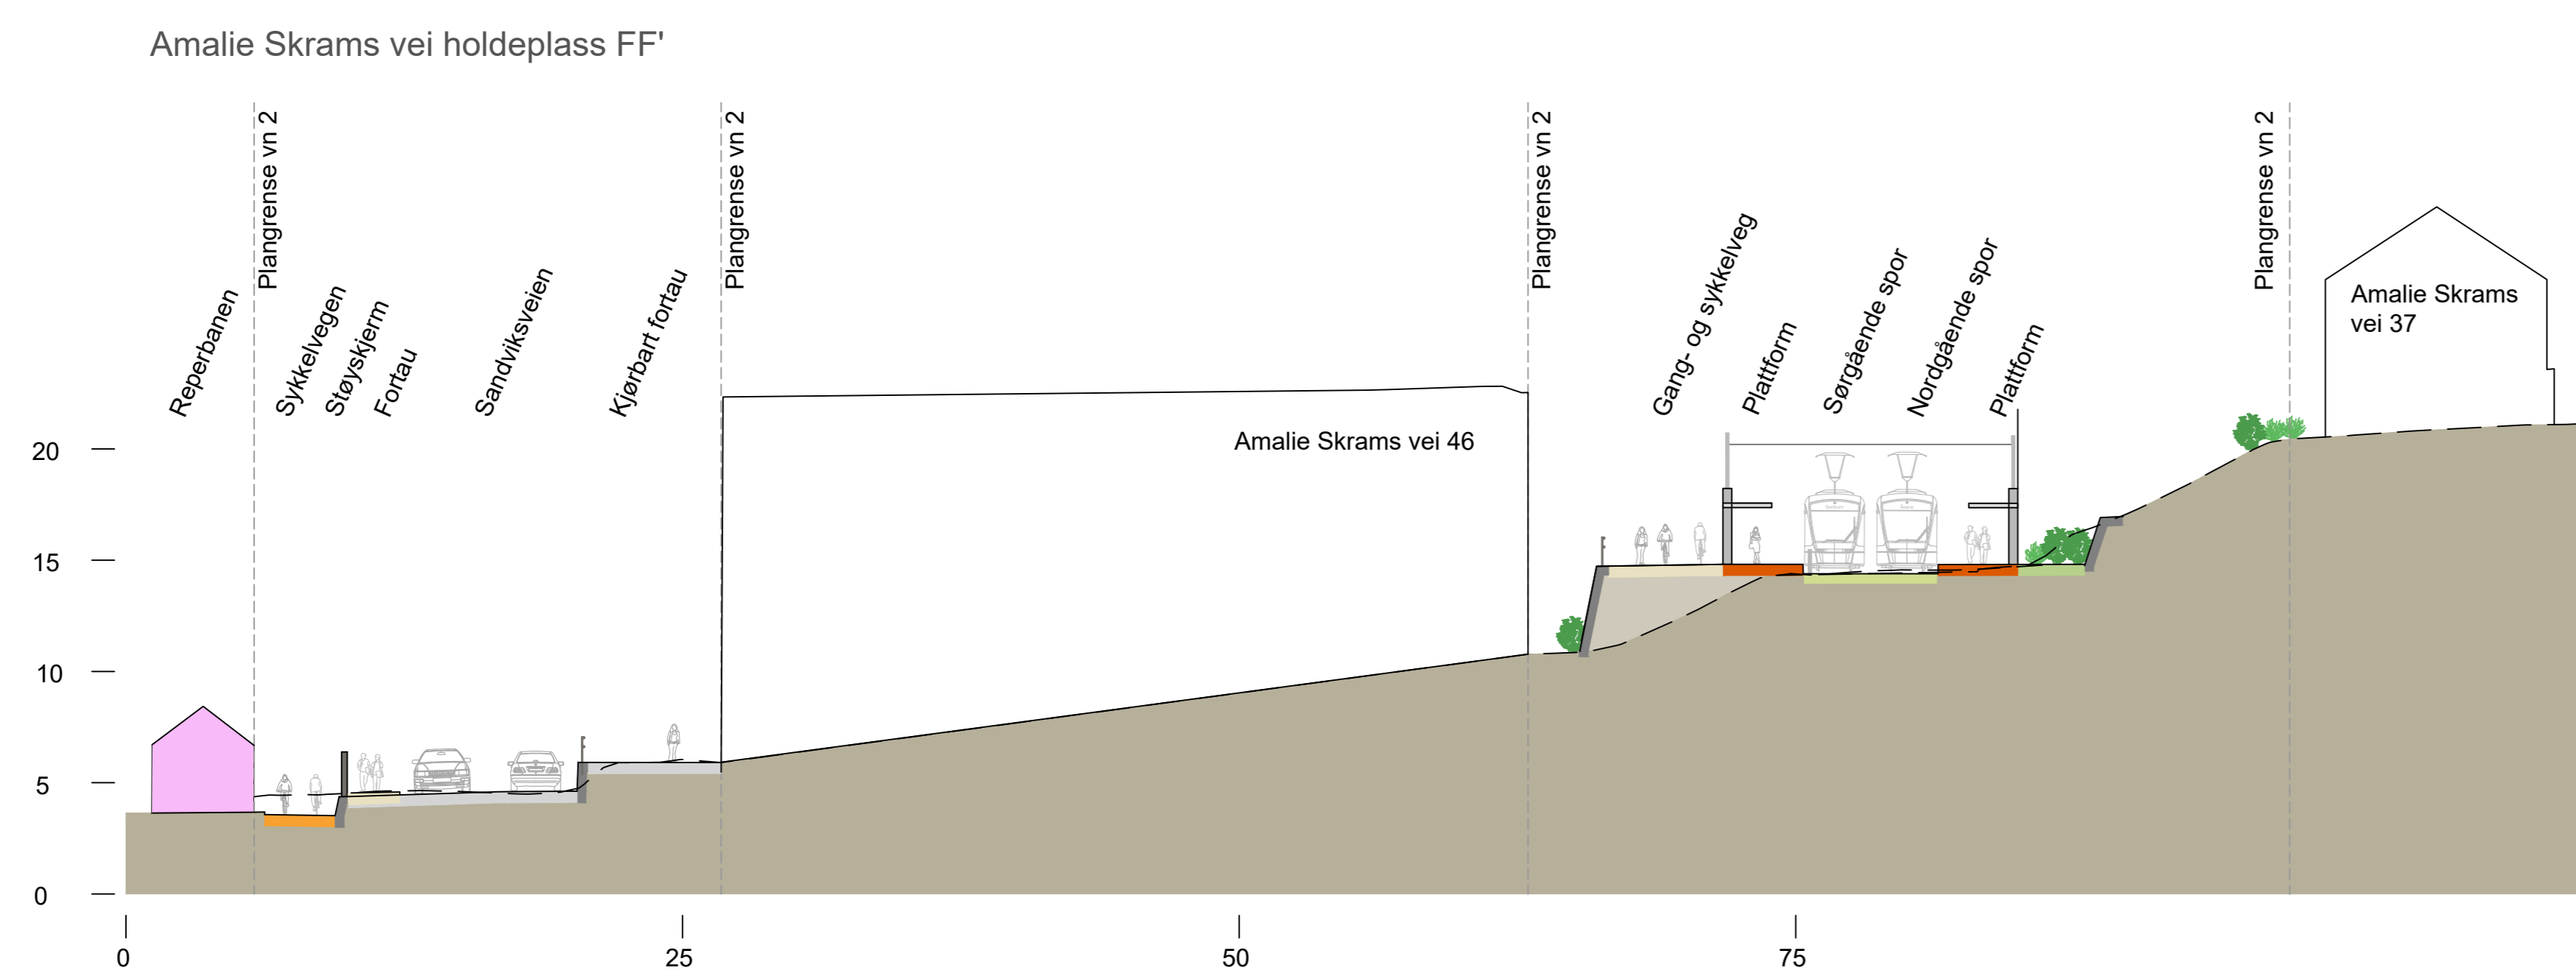 Amalie Skrams vei holdeplass FF'
Plangrense vn 2
Plangrense vn 2
Plangrense vn 2
Plangrense vn 2
Reperbanen
Sykkelvegen
Støyskjerm
Fortau
Sandviksveien
Kjørbart fortau
Gang- og sykkelveg
Plattform
Sørgående spor
Nordgående spor
Plattform
Amalie Skrams
vei 37
Amalie Skrams vei 46
20
15
10
5
0
0
25
50
75